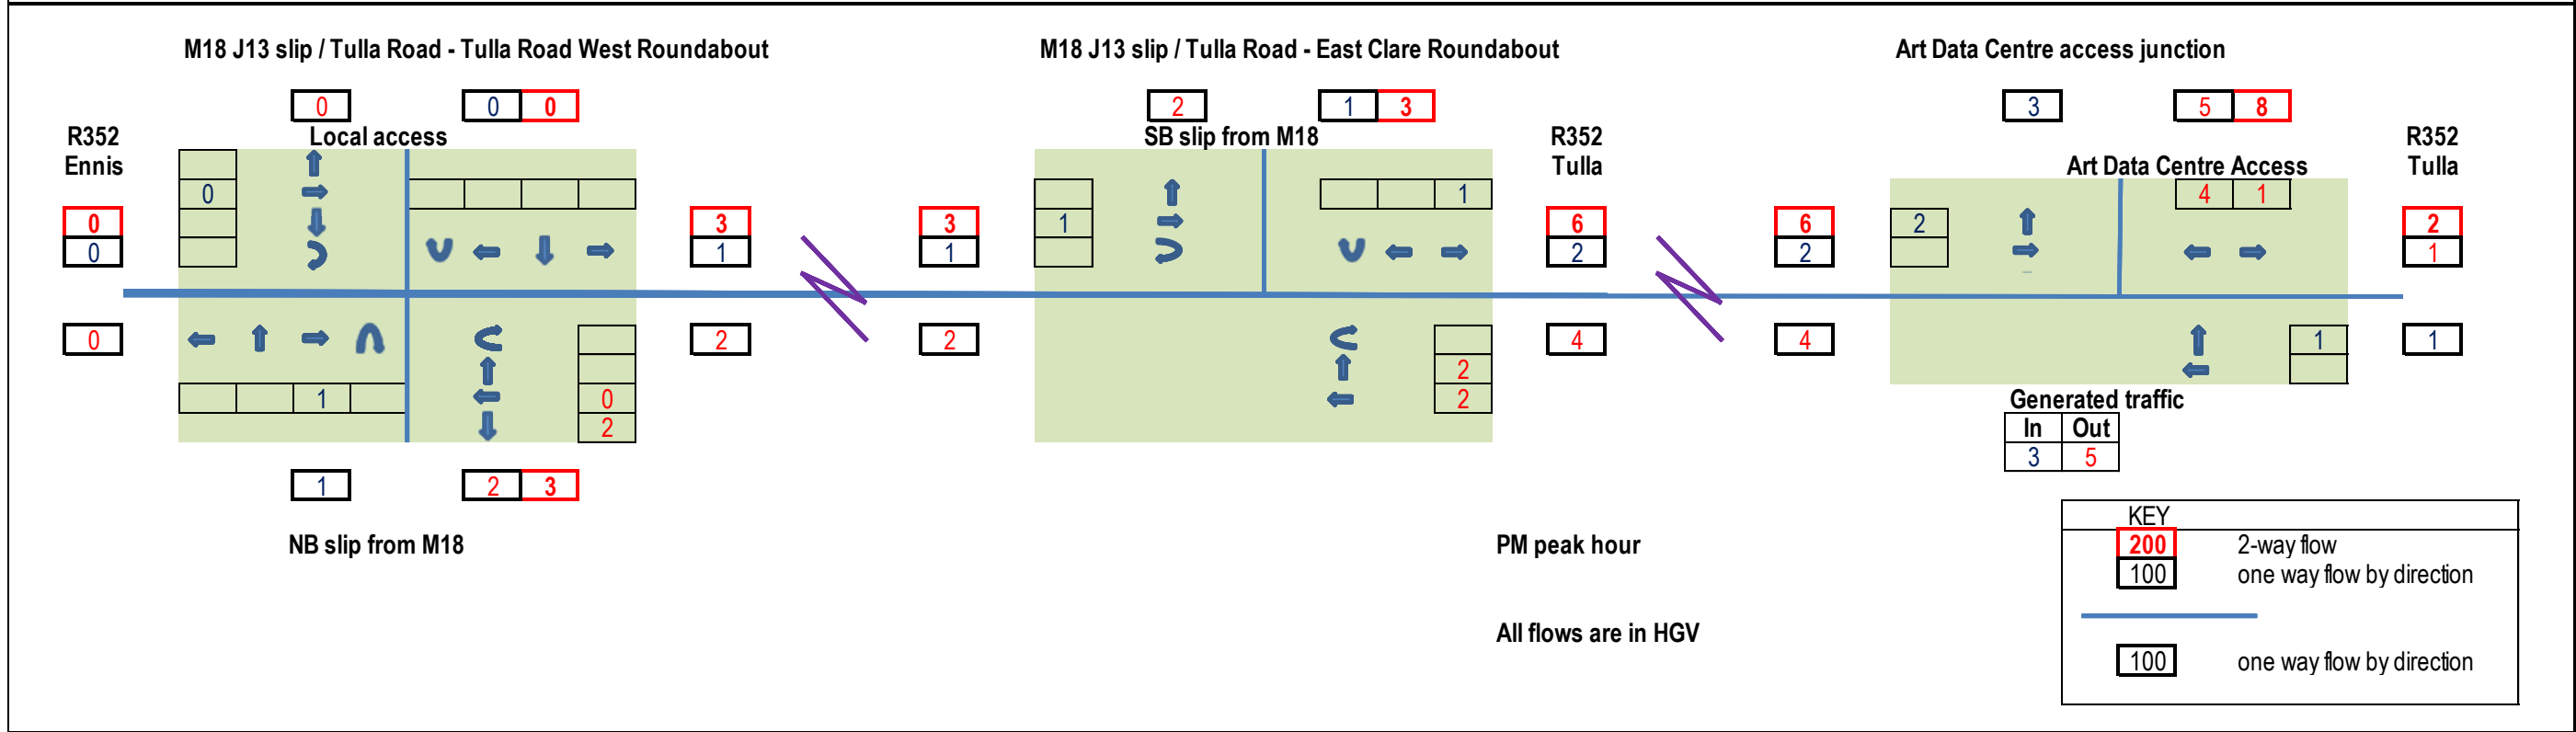 M18 J13 slip / Tulla Road - Tulla Road West Roundabout
M18 J13 slip / Tulla Road - East Clare Roundabout
Art Data Centre access junction
0 0 0
2 1 3
3 5 8
R352
Ennis
Local access
SB slip from M18
R352
Tulla
Art Data Centre Access
R352
Tulla
0
1
4 1
0
3
3
1
6
6
2
2
0
1
1
2
2
1
0
2
2
4
4
1
1
2
1
0
2
2
2
Generated traffic
In Out
3 5
1 2 3
NB slip from M18
PM peak hour
All flows are in HGV
KEY
200 2-way flow
100 one way flow by direction
100 one way flow by direction